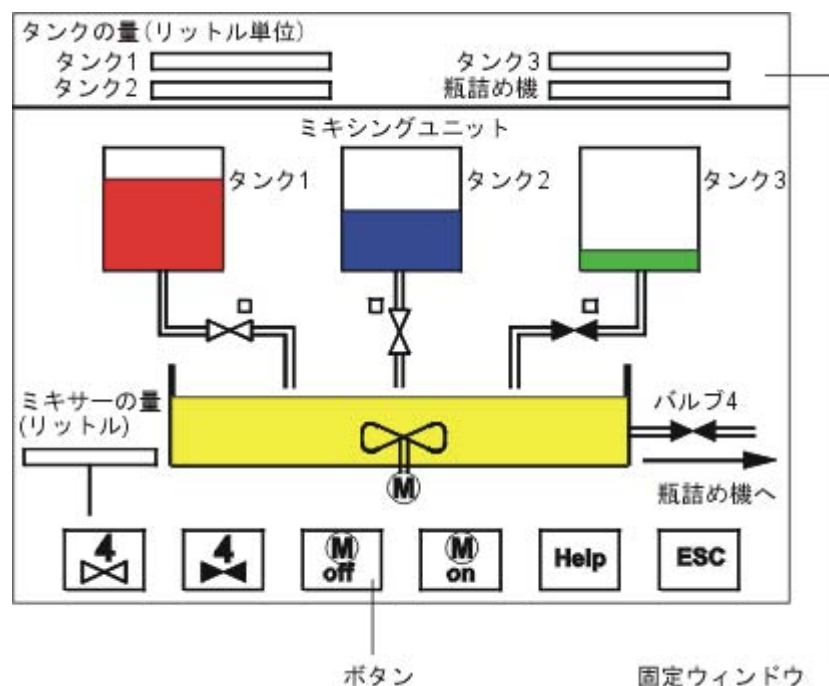 タンクの量(リットル単位)
タンク1
タンク3
タンク2
瓶詰め機
ミキシングユニット
タンク1
タンク2
タンク3
ミキサーの量
(リットル)
バルブ4
M
瓶詰め機へ
4
4
M
off
M
on
Help
ESC
ボタン
固定ウィンドウ